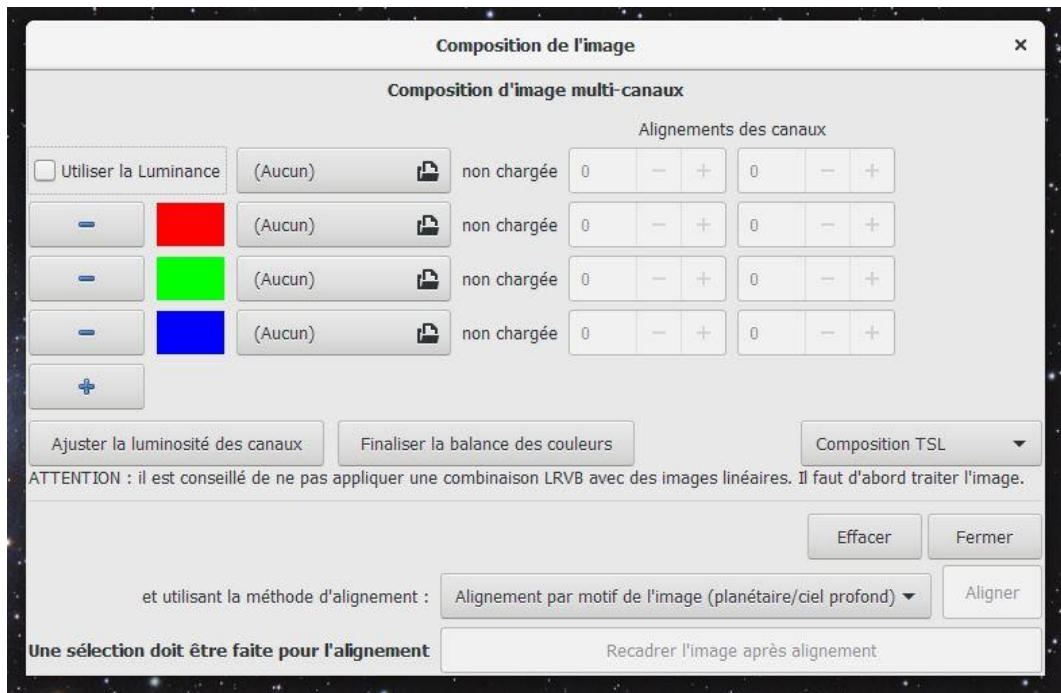 Composition de l'image
Composition d'image multi-canaux
Alignements des canaux
Utiliser la Luminance (Aucun) non chargée 0 0
(Aucun) non chargée 0 0
(Aucun) non chargée 0 0
(Aucun) non chargée 0 0
Ajuster la luminosité des canaux Finaliser la balance des couleurs Composition TSL
ATTENTION : il est conseillé de ne pas appliquer une combinaison LRVB avec des images linéaires. Il faut d'abord traiter l'image.
Effacer Fermer
et utilisant la méthode d'alignement : Alignement par motif de l'image (planétaire/ciel profond) Aligner
Une sélection doit être faite pour l'alignement Recadrer l'image après alignement